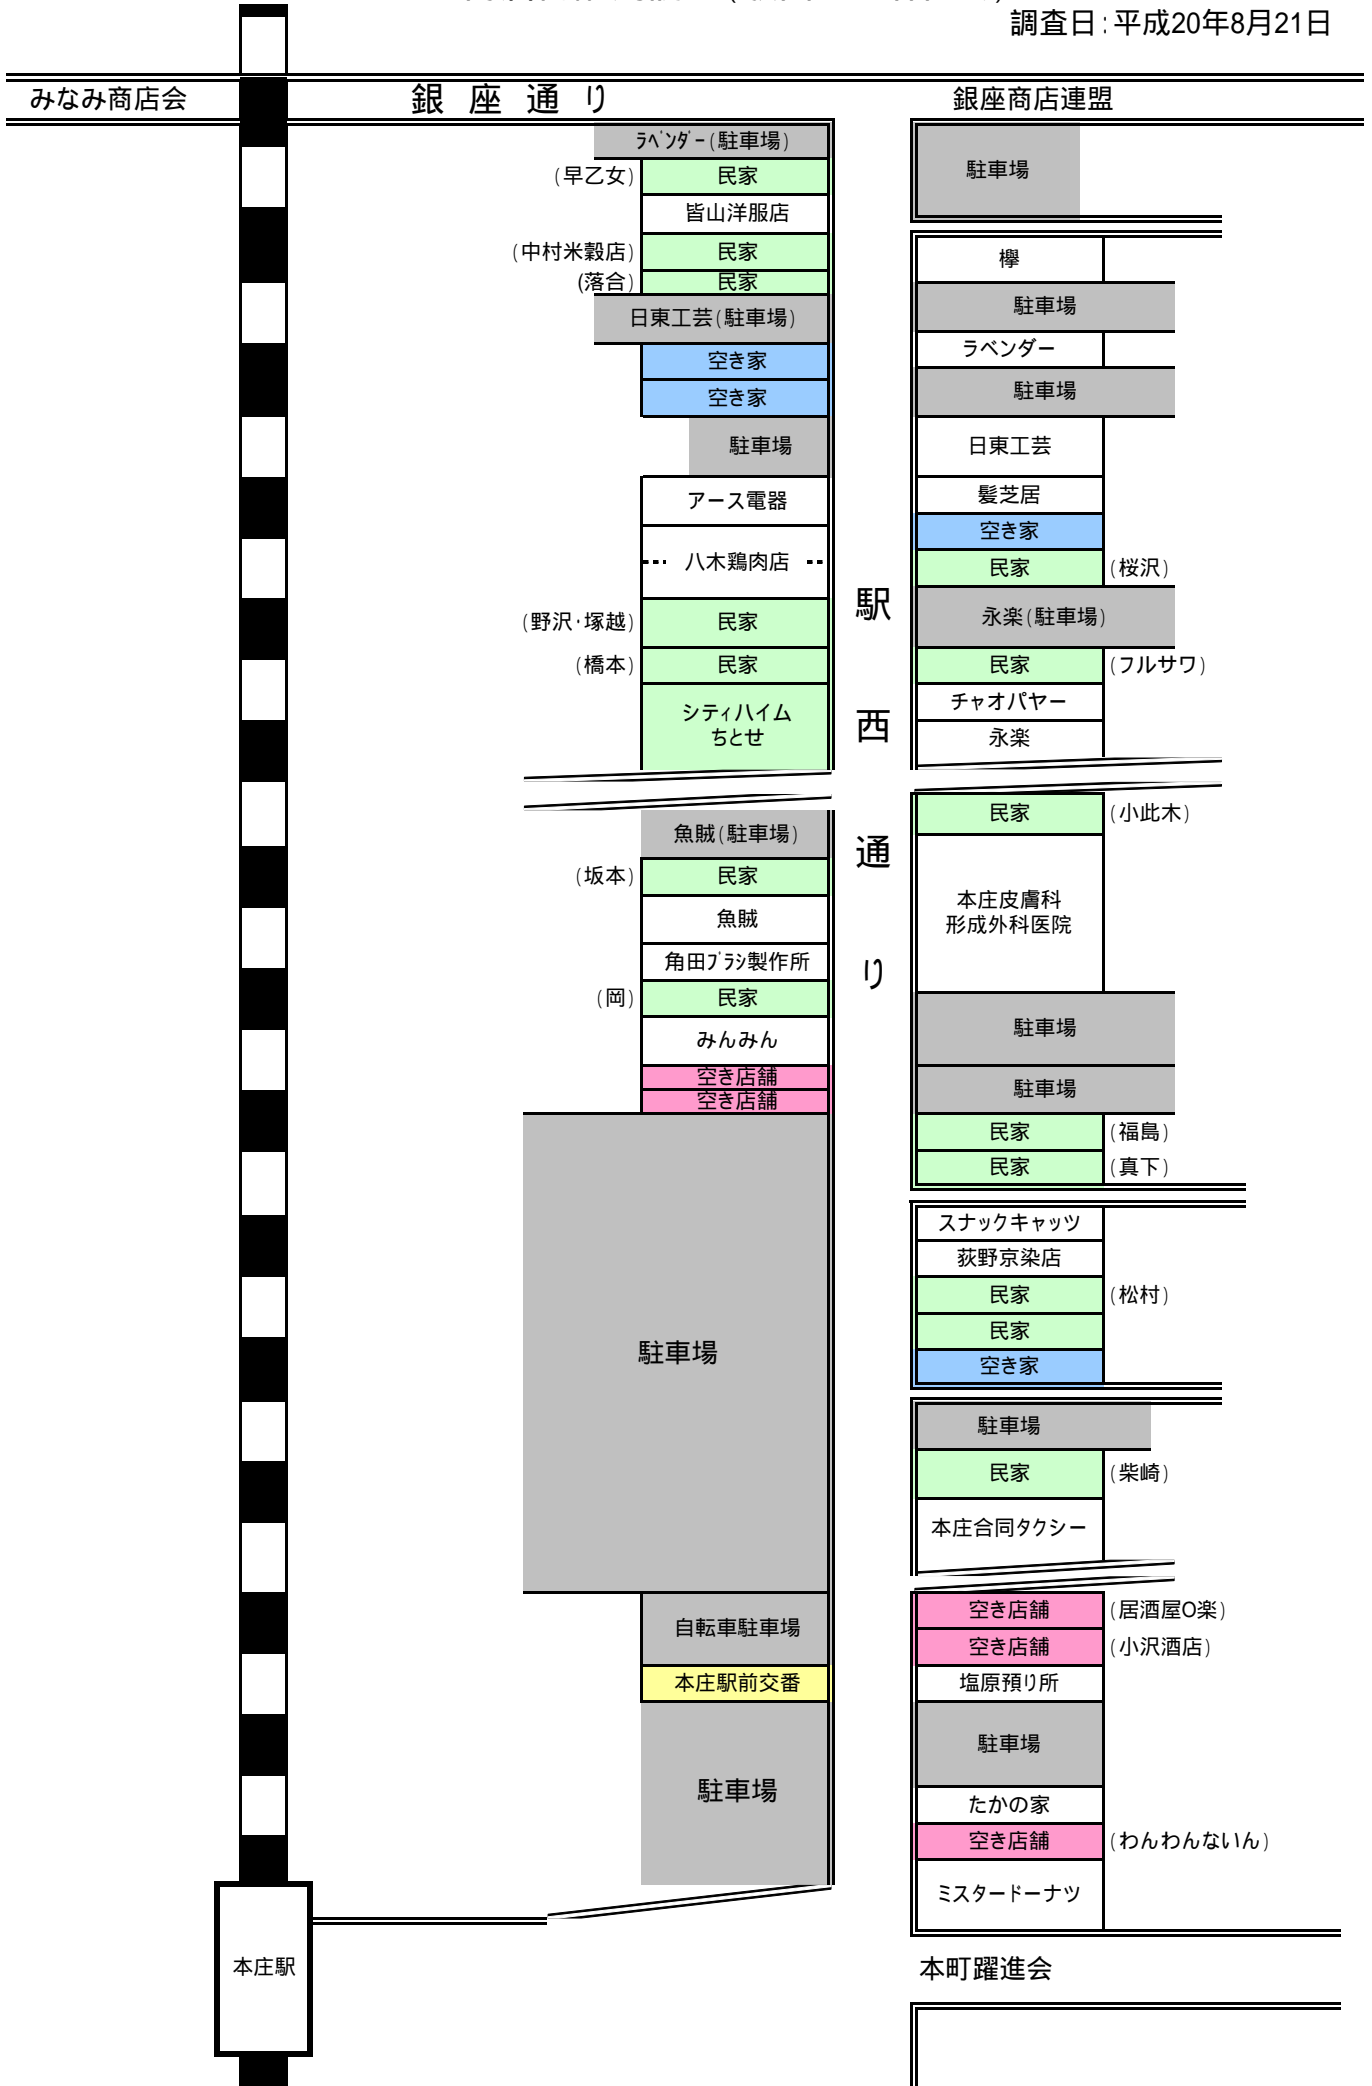 調査日:平成20年8月21日
みなみ商店会
銀座通り
銀座商店連盟
ラベンダー(駐車場)
(早乙女) 民家
皆山洋服店
(中村米穀店) 民家
(落合) 民家
日東工芸(駐車場)
空き家
空き家
駐車場
アース電器
八木鶏肉店
(野沢・塚越) 民家
(橋本) 民家
シティハイム
ちとせ
魚賊(駐車場)
(坂本) 民家
魚賊
角田ブラシ製作所
(岡) 民家
みんみん
空き店舗
空き店舗
駐車場
自転車駐車場
本庄駅前交番
駐車場
本庄駅
駅西通り
駐車場
欅
駐車場
ラベンダー
駐車場
日東工芸
髪芝居
空き家
民家 (桜沢)
永楽(駐車場)
民家 (フルサワ)
チャオパヤー
永楽
民家 (小此木)
本庄皮膚科
形成外科医院
駐車場
駐車場
民家 (福島)
民家 (真下)
スナックキャッツ
荻野京染店
民家 (松村)
民家
空き家
駐車場
民家 (柴崎)
本庄合同タクシー
空き店舗 (居酒屋O楽)
空き店舗 (小沢酒店)
塩原預り所
駐車場
たかの家
空き店舗 (わんわんないん)
ミスタードーナツ
本町躍進会